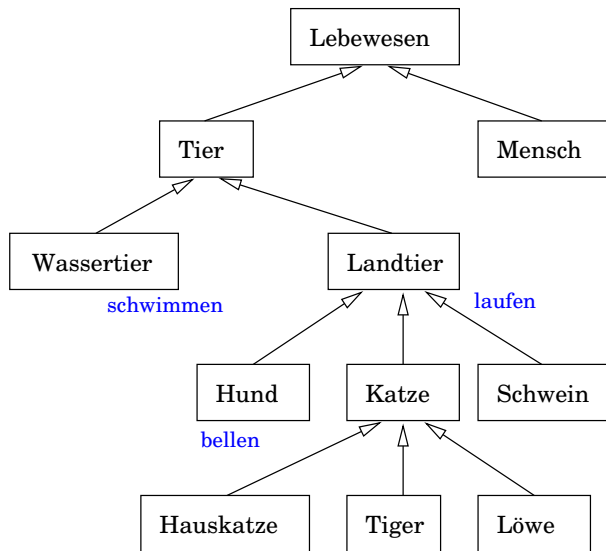 Lebewesen
Tier
Mensch
Wassertier
Landtier
schwimmen
laufen
Hund
Katze
Schwein
bellen
Hauskatze
Tiger
Löwe